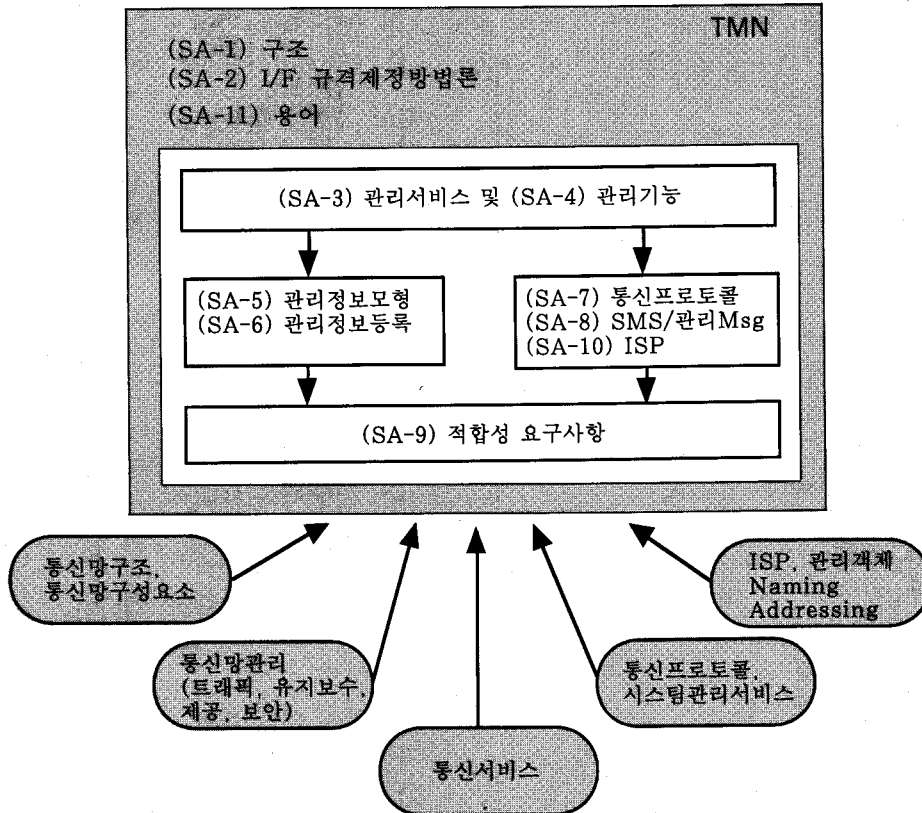 TMN
(SA-1) 구조
(SA-2) I/F 규격제정방법론
(SA-11) 용어
(SA-3) 관리서비스 및 (SA-4) 관리기능
(SA-5) 관리정보모형
(SA-6) 관리정보등록
(SA-7) 통신프로토콜
(SA-8) SMS/관리Msg
(SA-10) ISP
(SA-9) 적합성 요구사항
통신망구조,
통신망구성요소
ISP, 관리객체
Naming
Addressing
통신망관리
(트래픽, 유지보수,
제공, 보안)
통신프로토콜,
시스템관리서비스
통신서비스